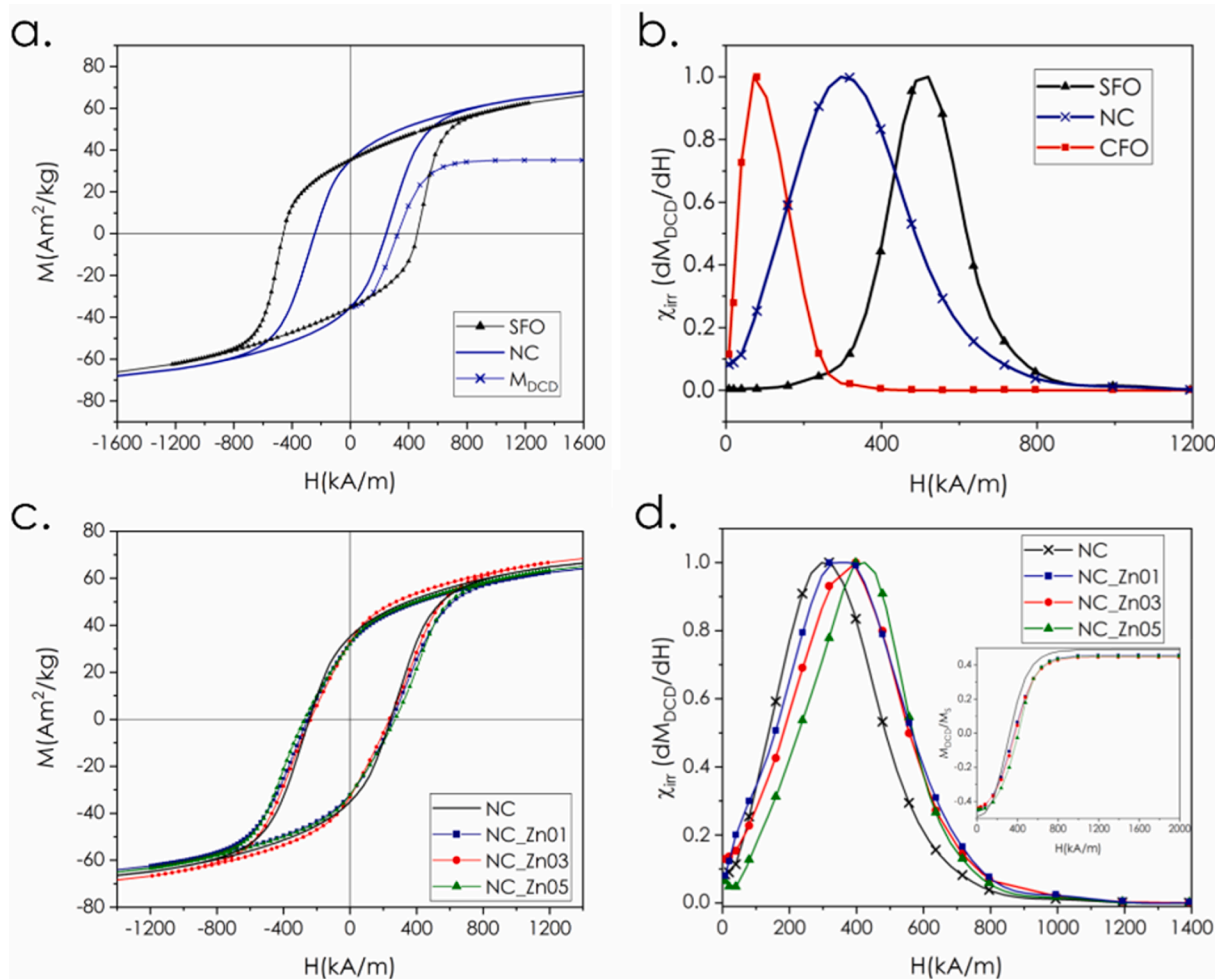 a.
80
60
40
20
0
-20
-40
-60
-80
M(Am²/kg)
SFO
NC
M_DCD
-1600 -1200 -800 -400 0 400 800 1200 1600
H(kA/m)
b.
1.0
0.8
0.6
0.4
0.2
0.0
χ_irr (dM_DCD/dH)
SFO
NC
CFO
0 400 800 1200
H(kA/m)
c.
80
60
40
20
0
-20
-40
-60
-80
M(Am²/kg)
NC
NC_Zn01
NC_Zn03
NC_Zn05
-1200 -800 -400 0 400 800 1200
H(kA/m)
d.
1.0
0.8
0.6
0.4
0.2
0.0
χ_irr (dM_DCD/dH)
NC
NC_Zn01
NC_Zn03
NC_Zn05
0.4
0.2
0.0
-0.2
-0.4
M_DCD/M_S
0 400 800 1200 1600 2000
H(kA/m)
0 200 400 600 800 1000 1200 1400
H(kA/m)